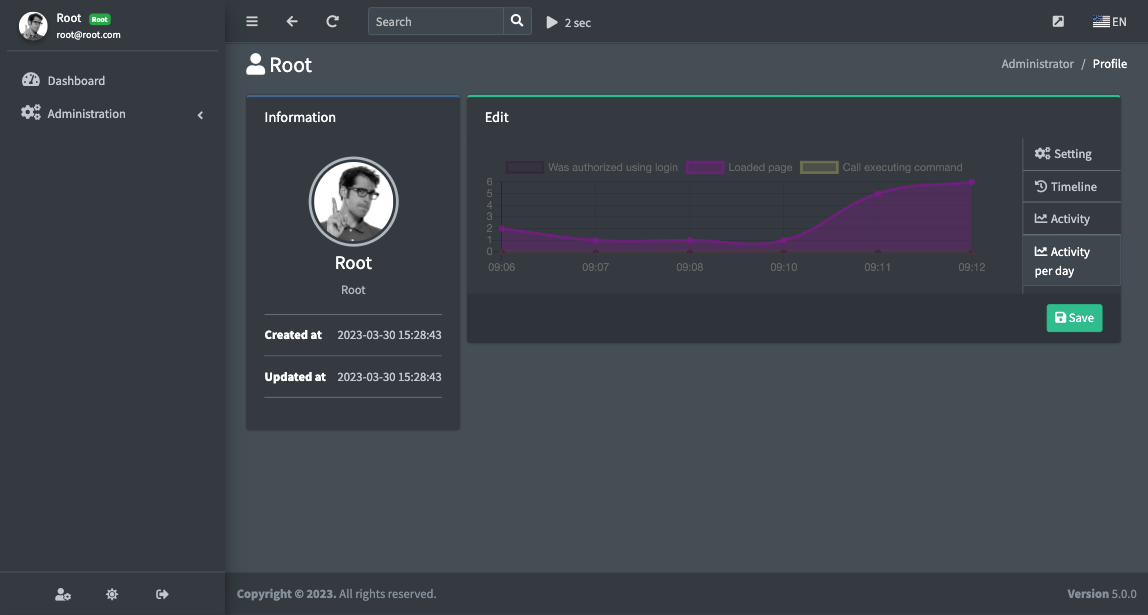 Root Root
root@root.com
Dashboard
Administration
Search
2 sec
EN
Root
Administrator / Profile
Information
Root
Root
Created at 2023-03-30 15:28:43
Updated at 2023-03-30 15:28:43
Edit
Was authorized using login Loaded page Call executing command
6
5
4
3
2
1
0
09:06 09:07 09:08 09:10 09:11 09:12
Setting
Timeline
Activity
Activity
per day
Save
Copyright © 2023. All rights reserved.
Version 5.0.0